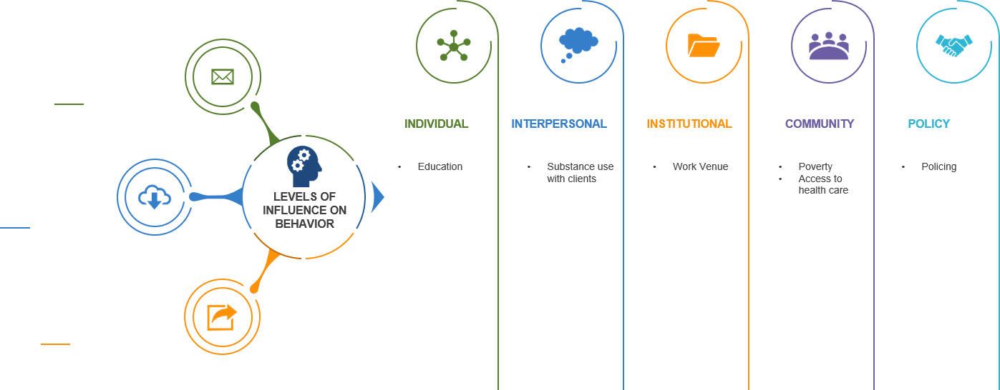 LEVELS OF
INFLUENCE ON
BEHAVIOR
INDIVIDUAL
• Education
INTERPERSONAL
• Substance use
with clients
INSTITUTIONAL
• Work Venue
COMMUNITY
• Poverty
• Access to
health care
POLICY
• Policing